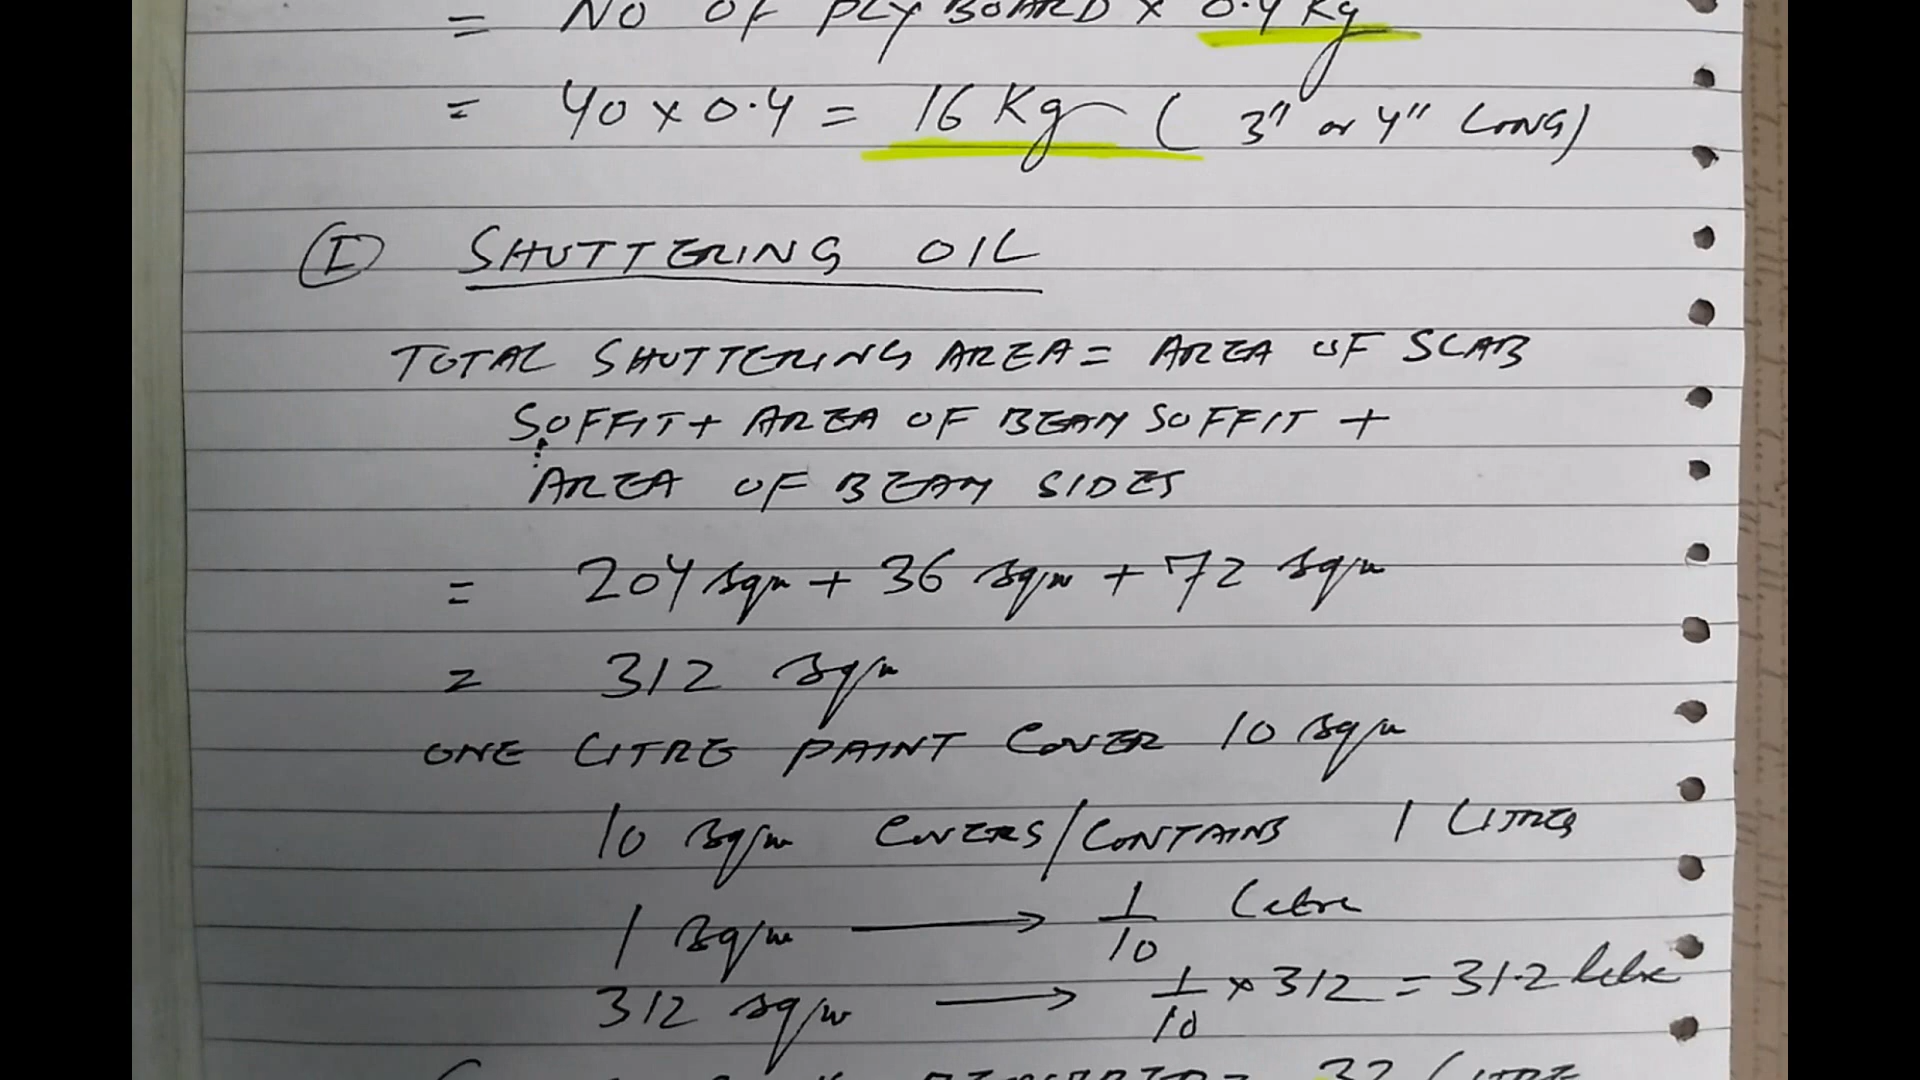 = NO OF PLYBOARD × 0.4 Kg
= 40 × 0.4 = 16 Kg ( 3" or 4" LONG)
I SHUTTERING OIL
TOTAL SHUTTERING AREA = AREA OF SLAB
SOFFIT + AREA OF BEAM SOFFIT +
AREA OF BEAM SIDES
= 204 sqm + 36 sqm + 72 sqm
= 312 sqm
ONE LITRE PAINT COVER 10 sqm
10 sqm COVERS/CONTAINS 1 LITRES
1 sqm → 1/10 Litre
312 sqm → 1/10 × 312 = 31.2 litre
32 LITRE